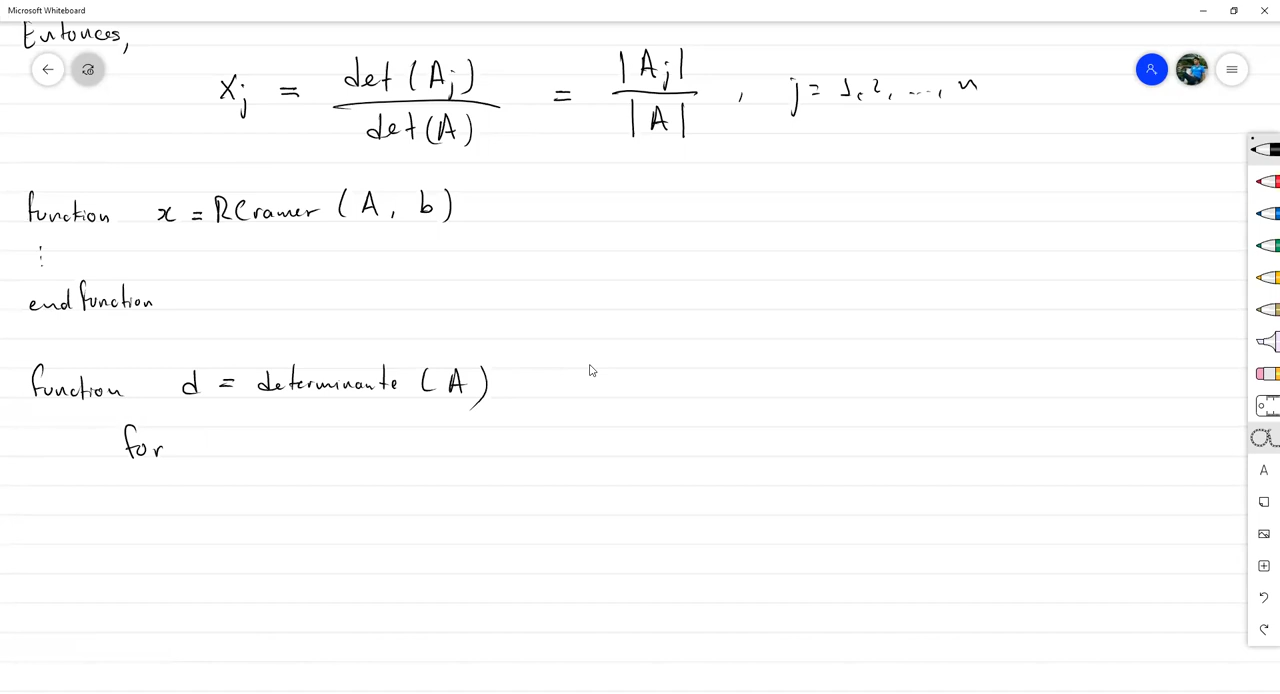 Microsoft Whiteboard
Entonces,
Xj = det(Aj) / det(A) = |Aj| / |A| , j = 1, 2, ..., n
function x = RCramer (A, b)
⋮
endfunction
function d = determinante (A)
for
A